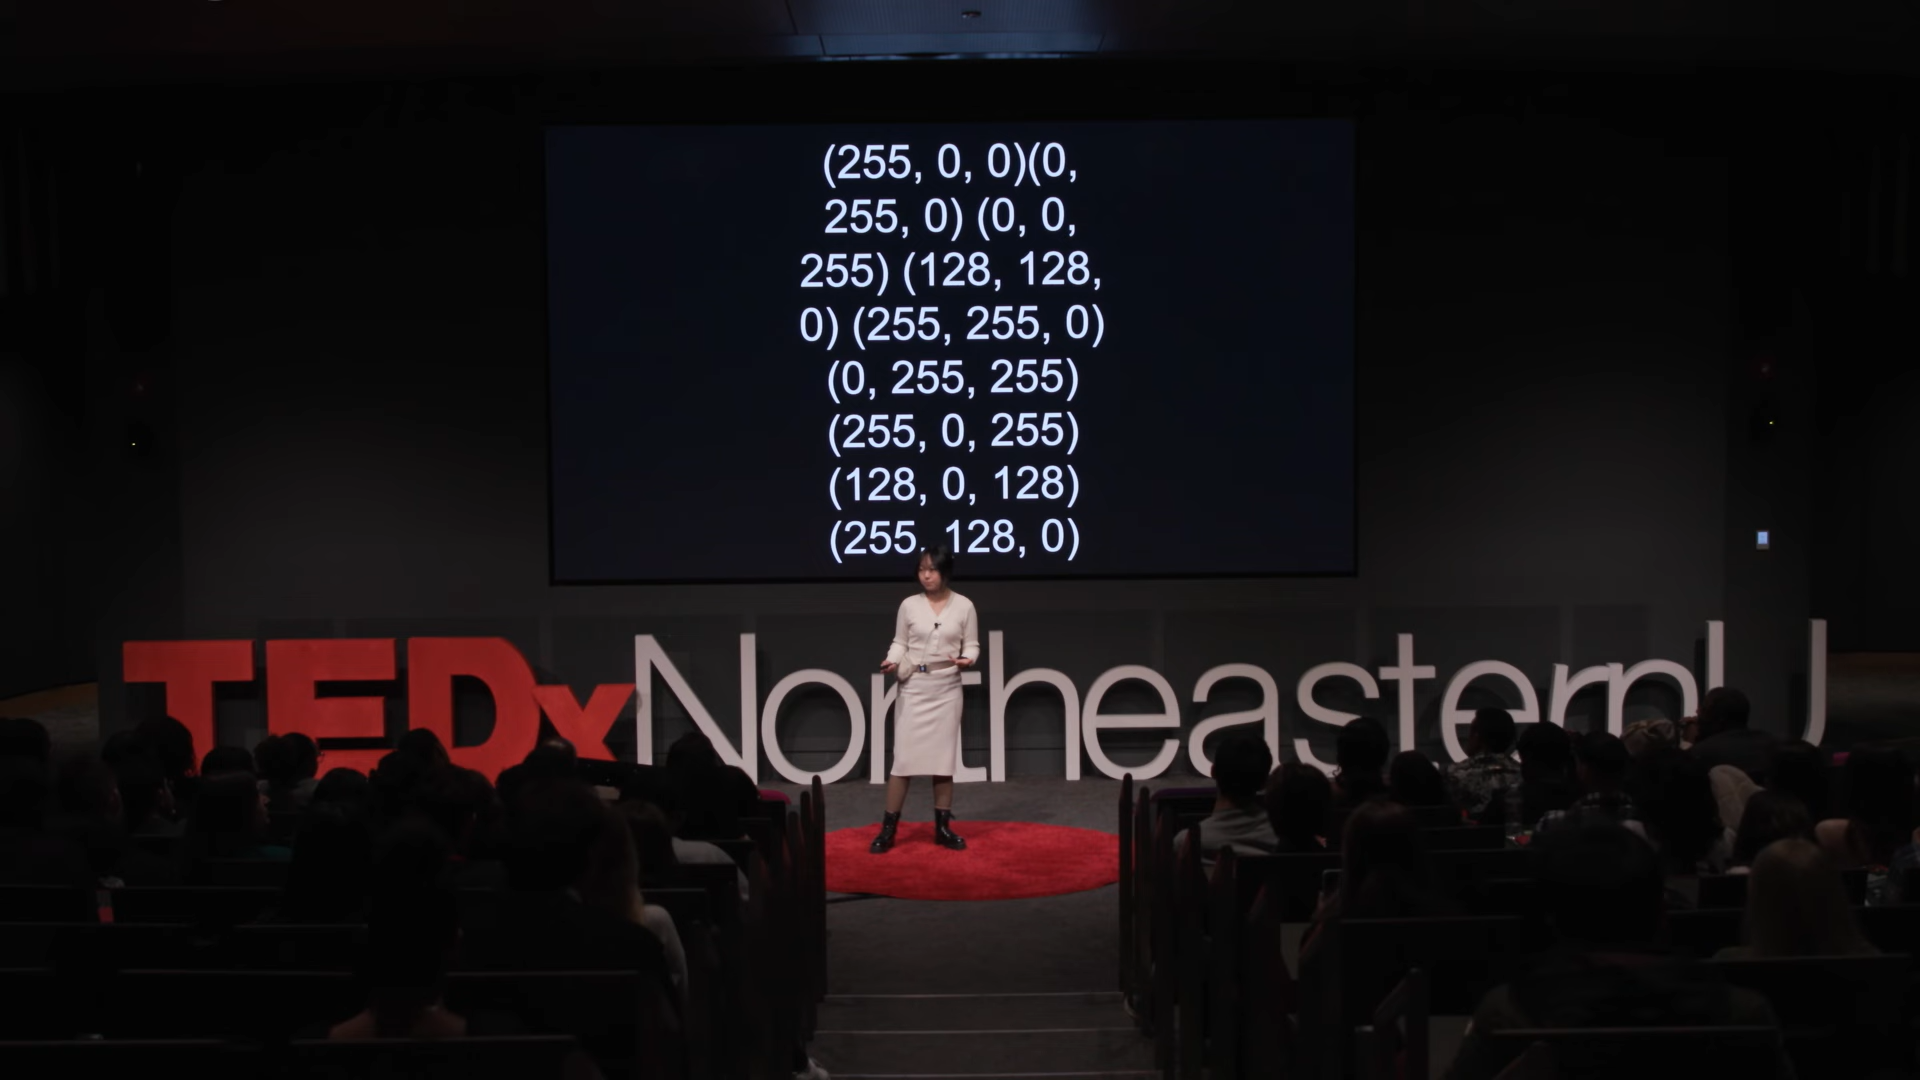 (255, 0, 0)(0,
255, 0) (0, 0,
255) (128, 128,
0) (255, 255, 0)
(0, 255, 255)
(255, 0, 255)
(128, 0, 128)
(255, 128, 0)
TEDxNortheasternU